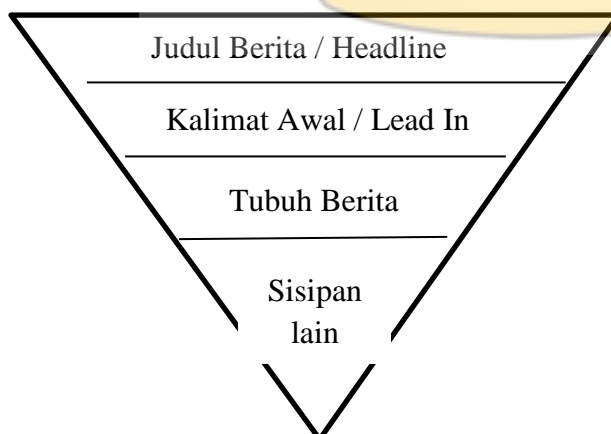 Judul Berita / Headline
Kalimat Awal / Lead In
Tubuh Berita
Sisipan
lain